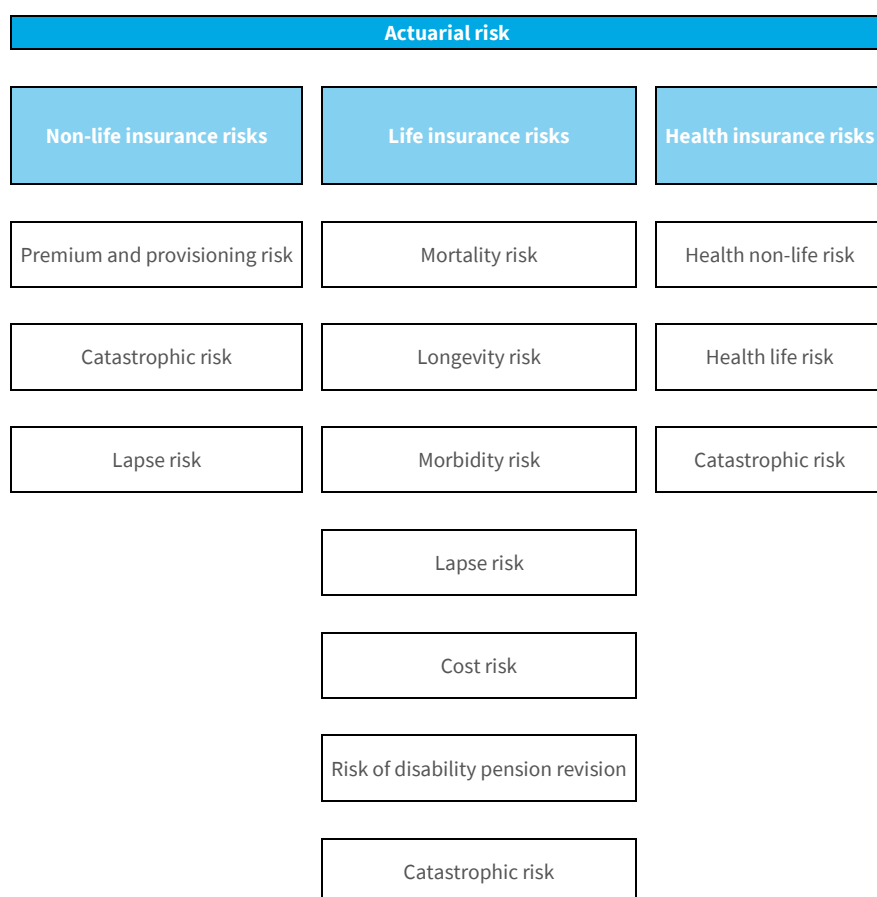 Actuarial risk
Non-life insurance risks
Life insurance risks
Health insurance risks
Premium and provisioning risk
Mortality risk
Health non-life risk
Catastrophic risk
Longevity risk
Health life risk
Lapse risk
Morbidity risk
Catastrophic risk
Lapse risk
Cost risk
Risk of disability pension revision
Catastrophic risk